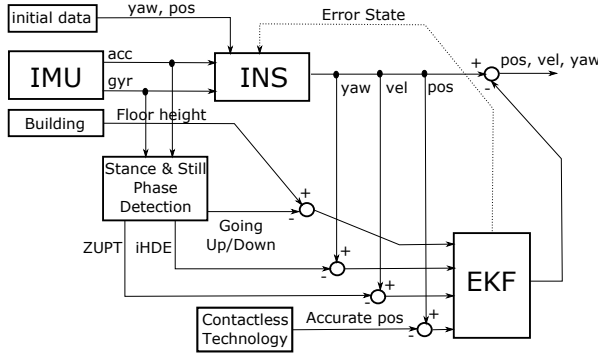 initial data
yaw, pos
Error State
IMU
acc
gyr
INS
+
-
pos, vel, yaw
yaw
vel
pos
Building
Floor height
Stance & Still
Phase
Detection
+
-
Going
Up/Down
ZUPT
iHDE
+
-
+
-
EKF
Contactless
Technology
Accurate pos
+
-